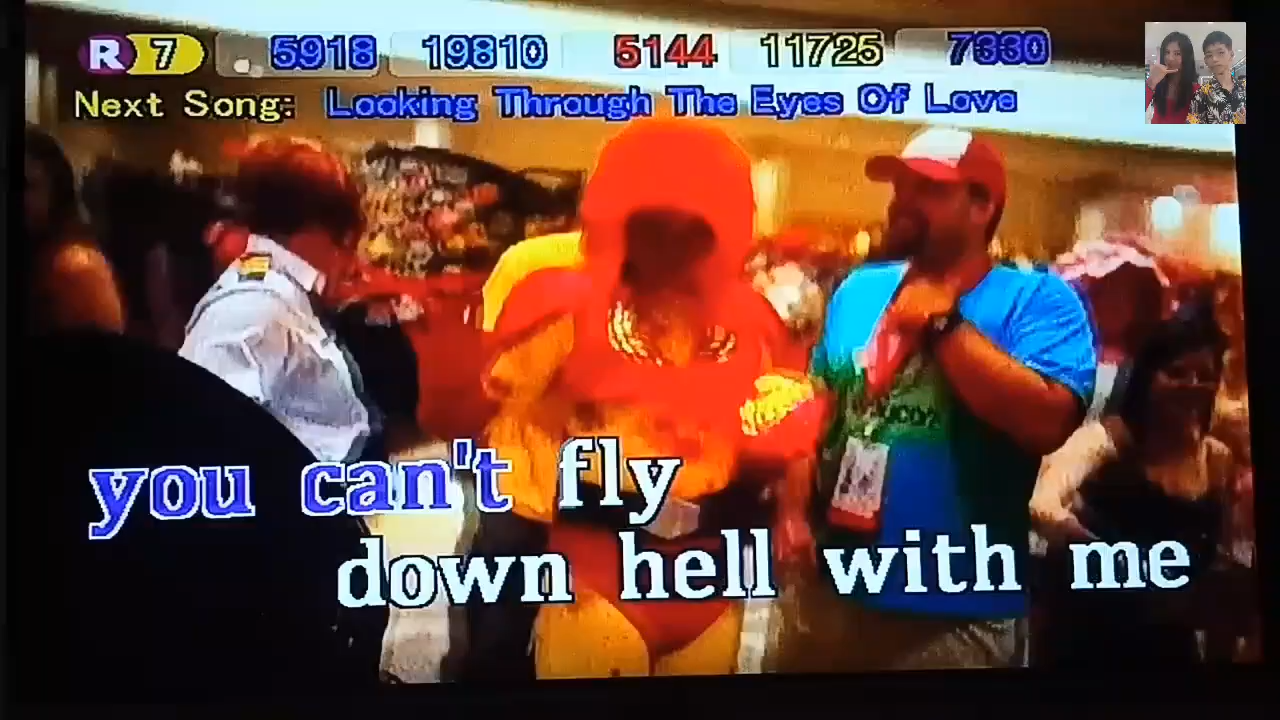 R 7 5918 19810 5144 11725 7330
Next Song: Looking Through The Eyes Of Love
you can't fly
down hell with me